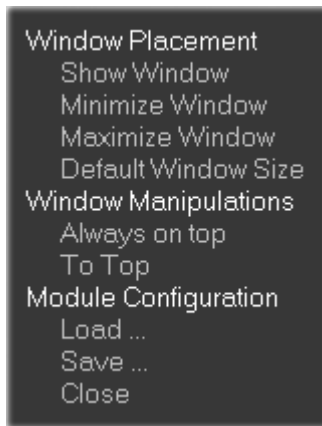 Window Placement
Show Window
Minimize Window
Maximize Window
Default Window Size
Window Manipulations
Always on top
To Top
Module Configuration
Load ...
Save ...
Close